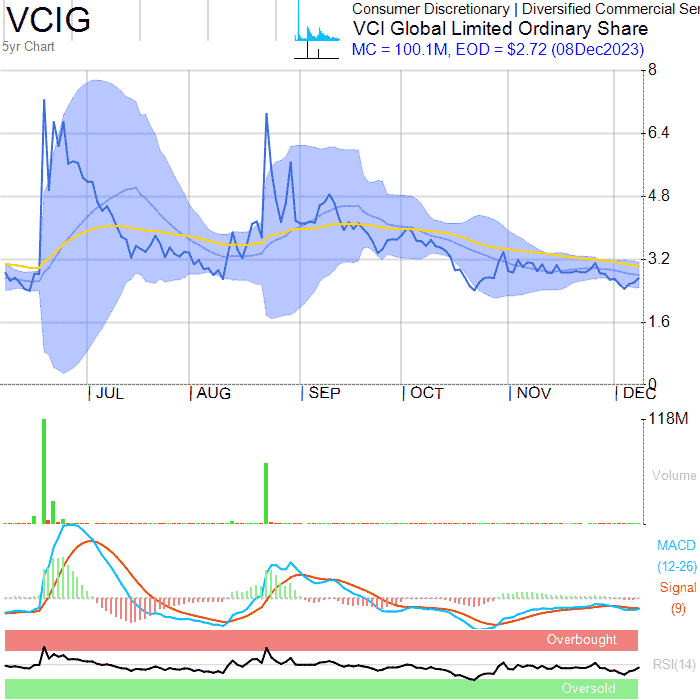 VCIG
5yr Chart
Consumer Discretionary | Diversified Commercial Ser
VCI Global Limited Ordinary Share
MC = 100.1M, EOD = $2.72 (08Dec2023)
8
6.4
4.8
3.2
1.6
0
JUL AUG SEP OCT NOV DEC
118M
Volume
MACD
(12-26)
Signal
(9)
Overbought
RSI(14)
Oversold